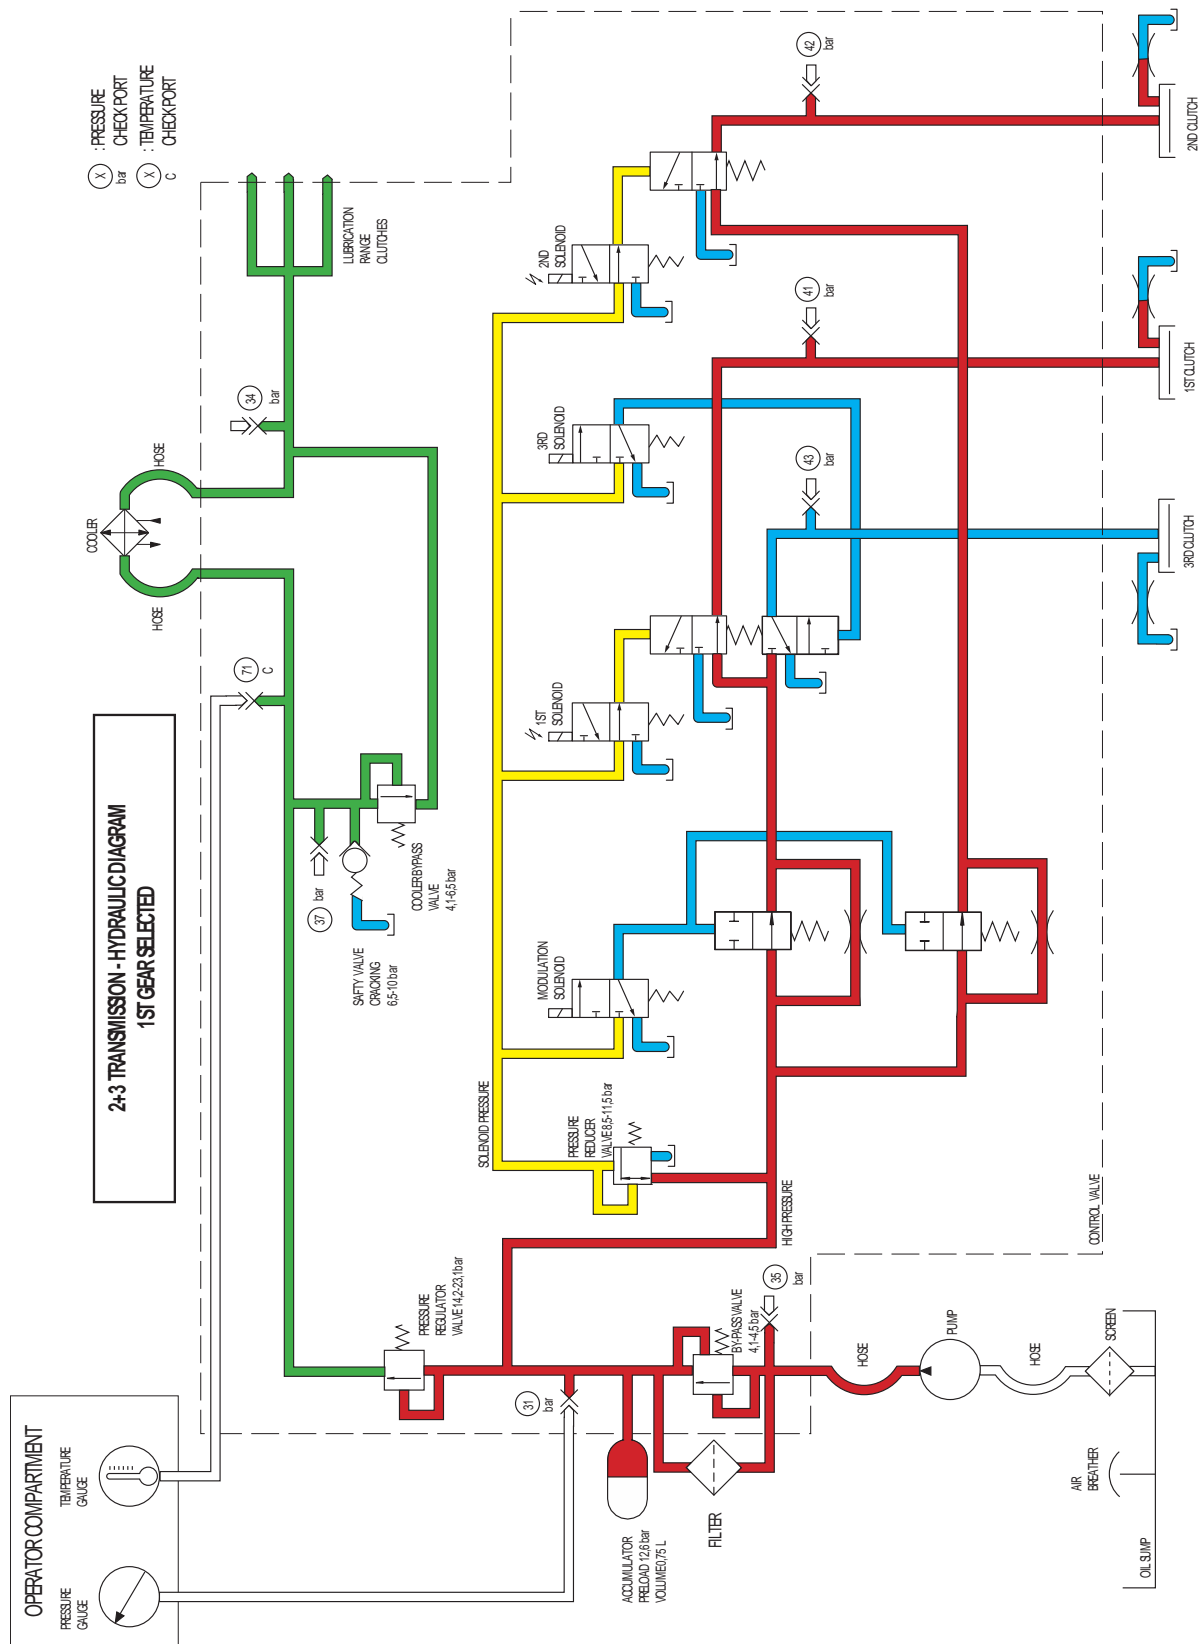 2+3 TRANSMISSION - HYDRAULIC DIAGRAM
1ST GEAR SELECTED
OPERATOR COMPARTMENT
PRESSURE
GAUGE
TEMPERATURE
GAUGE
X
bar
: PRESSURE
CHECK PORT
X
C
: TEMPERATURE
CHECK PORT
HOSE
COOLER
HOSE
71
C
34
bar
LUBRICATION
RANGE
CLUTCHES
37
bar
SAFTY VALVE
CRACKING
6,5-10 bar
COOLER BYPASS
VALVE
4,1-6,5 bar
PRESSURE
REGULATOR
VALVE 14,2-23,1bar
SOLENOID PRESSURE
PRESSURE
REDUCER
VALVE 8,5-11,5 bar
MODULATION
SOLENOID
1ST
SOLENOID
3RD
SOLENOID
2ND
SOLENOID
31
bar
ACCUMULATOR
PRELOAD 12,6 bar
VOLUME 0,75 L
FILTER
BY-PASS VALVE
4,1-4,5 bar
35
bar
HIGH PRESSURE
43
bar
41
bar
42
bar
HOSE
PUMP
HOSE
SCREEN
AIR
BREATHER
OIL SUMP
CONTROL VALVE
3RD CLUTCH
1ST CLUTCH
2ND CLUTCH